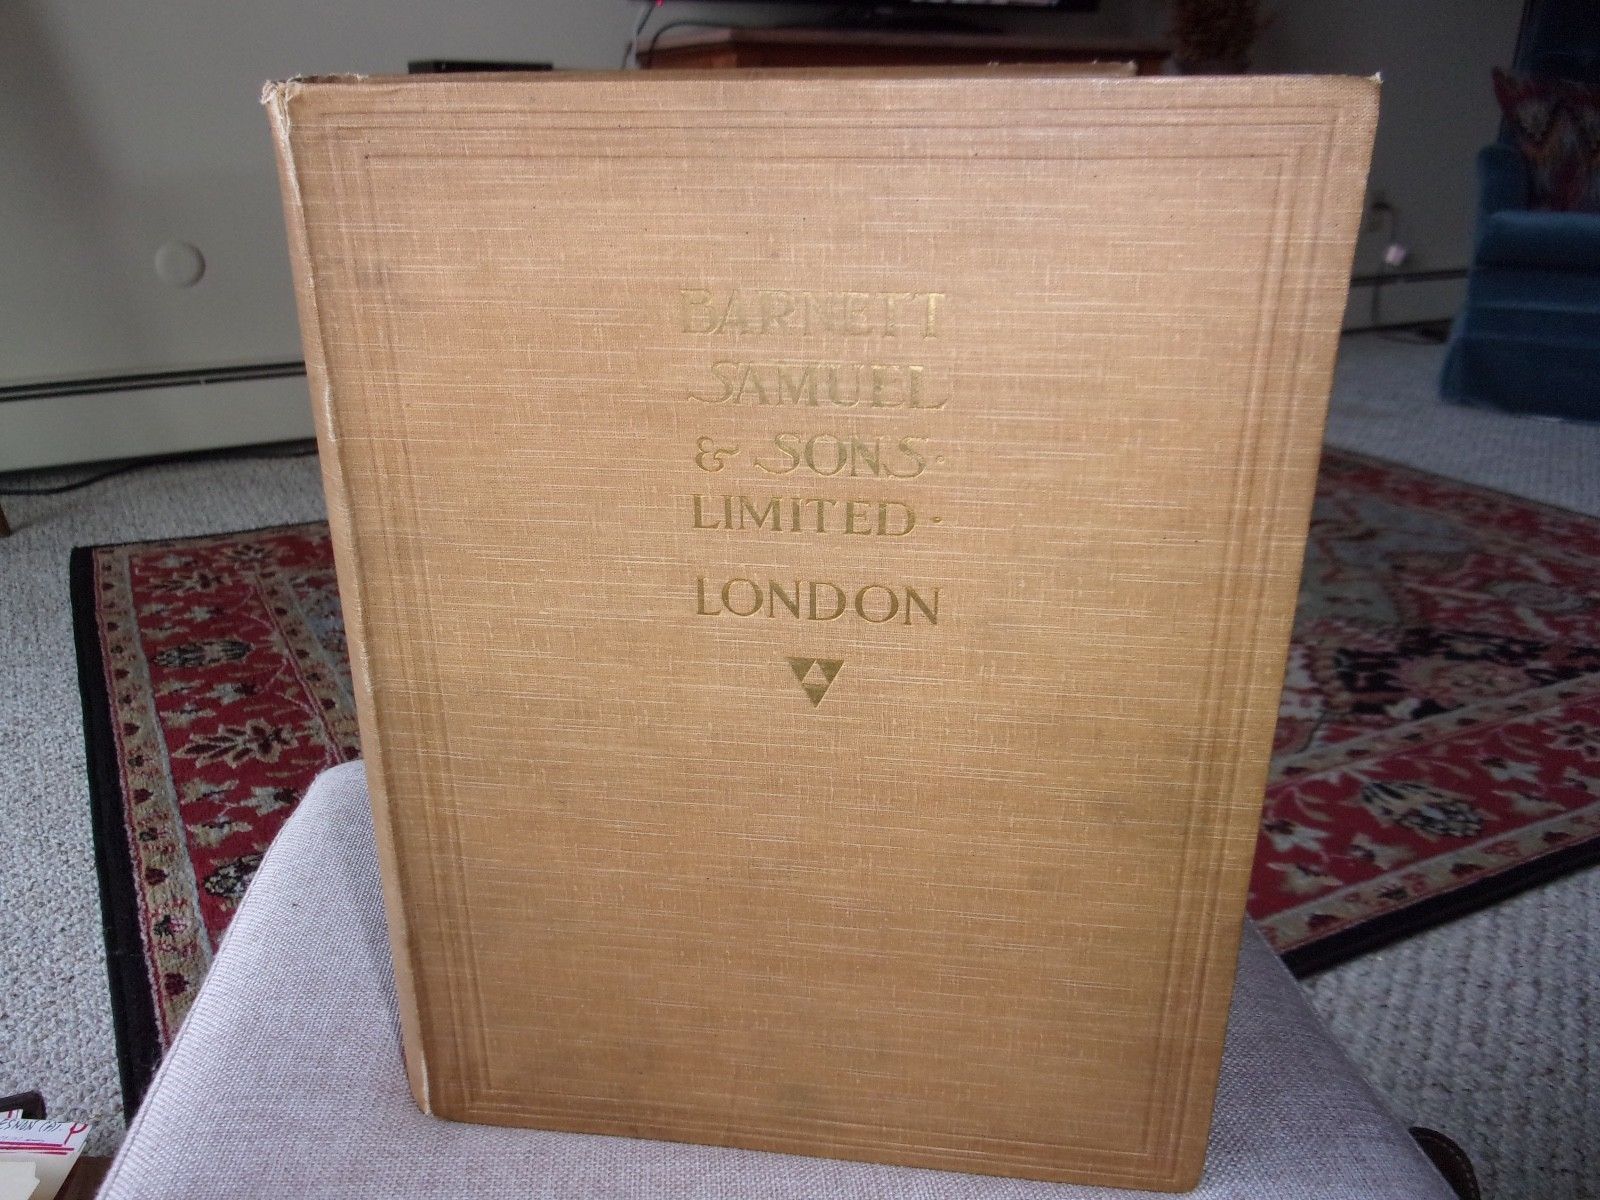 BARNETT
SAMUEL
& SONS·
LIMITED·
LONDON